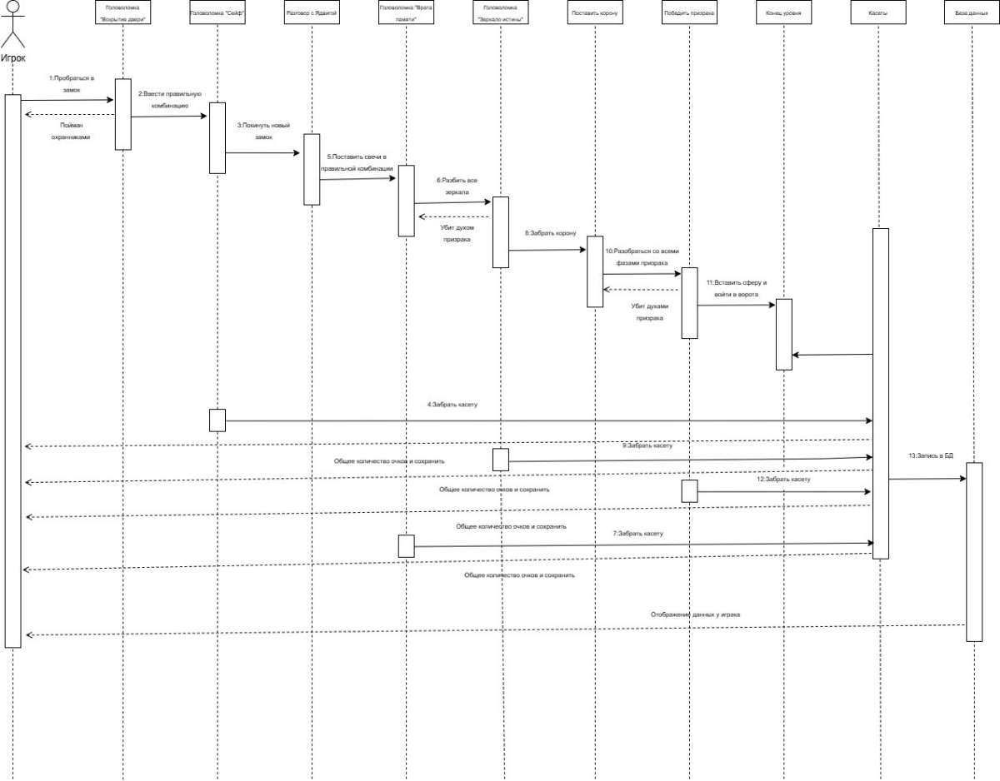 Игрок
Головоломка
"Вскрытие двери"
Головоломка "Сейф"
Разговор с Ядвигой
Головоломка "Врата
памяти"
Головоломка
"Зеркало истины"
Поставить корону
Победить призрака
Конец уровня
Касеты
База данных
1:Пробраться в
замок
Пойман
охранниками
2:Ввести правильную
комбинацию
3:Покинуть новый
замок
5:Поставить свечи в
правильной комбинации
6:Разбить все
зеркала
Убит духом
призрака
8:Забрать корону
10:Разобраться со всеми
фазами призрака
Убит духами
призрака
11:Вставить сферу и
войти в ворота
4:Забрать касету
9:Забрать касету
Общее количество очков и сохранить
13:Запись в БД
12:Забрать касету
Общее количество очков и сохранить
Общее количество очков и сохранить
7:Забрать касету
Общее количество очков и сохранить
Отображение данных у играка